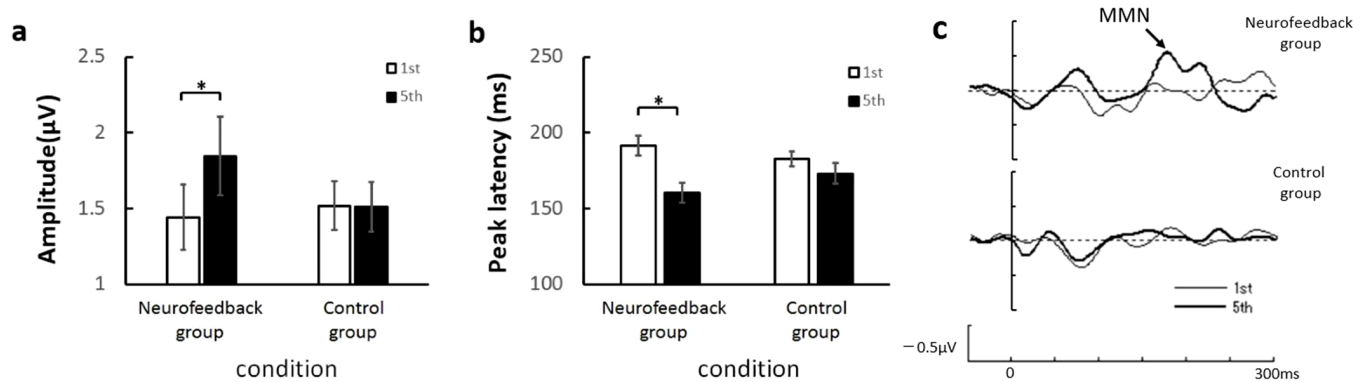 a
Amplitude(μV)
2.5
2
1.5
1
*
1st
5th
Neurofeedback
group
Control
group
condition
b
Peak latency (ms)
250
200
150
100
*
1st
5th
Neurofeedback
group
Control
group
condition
c
MMN
Neurofeedback
group
Control
group
1st
5th
−0.5μV
0
300ms